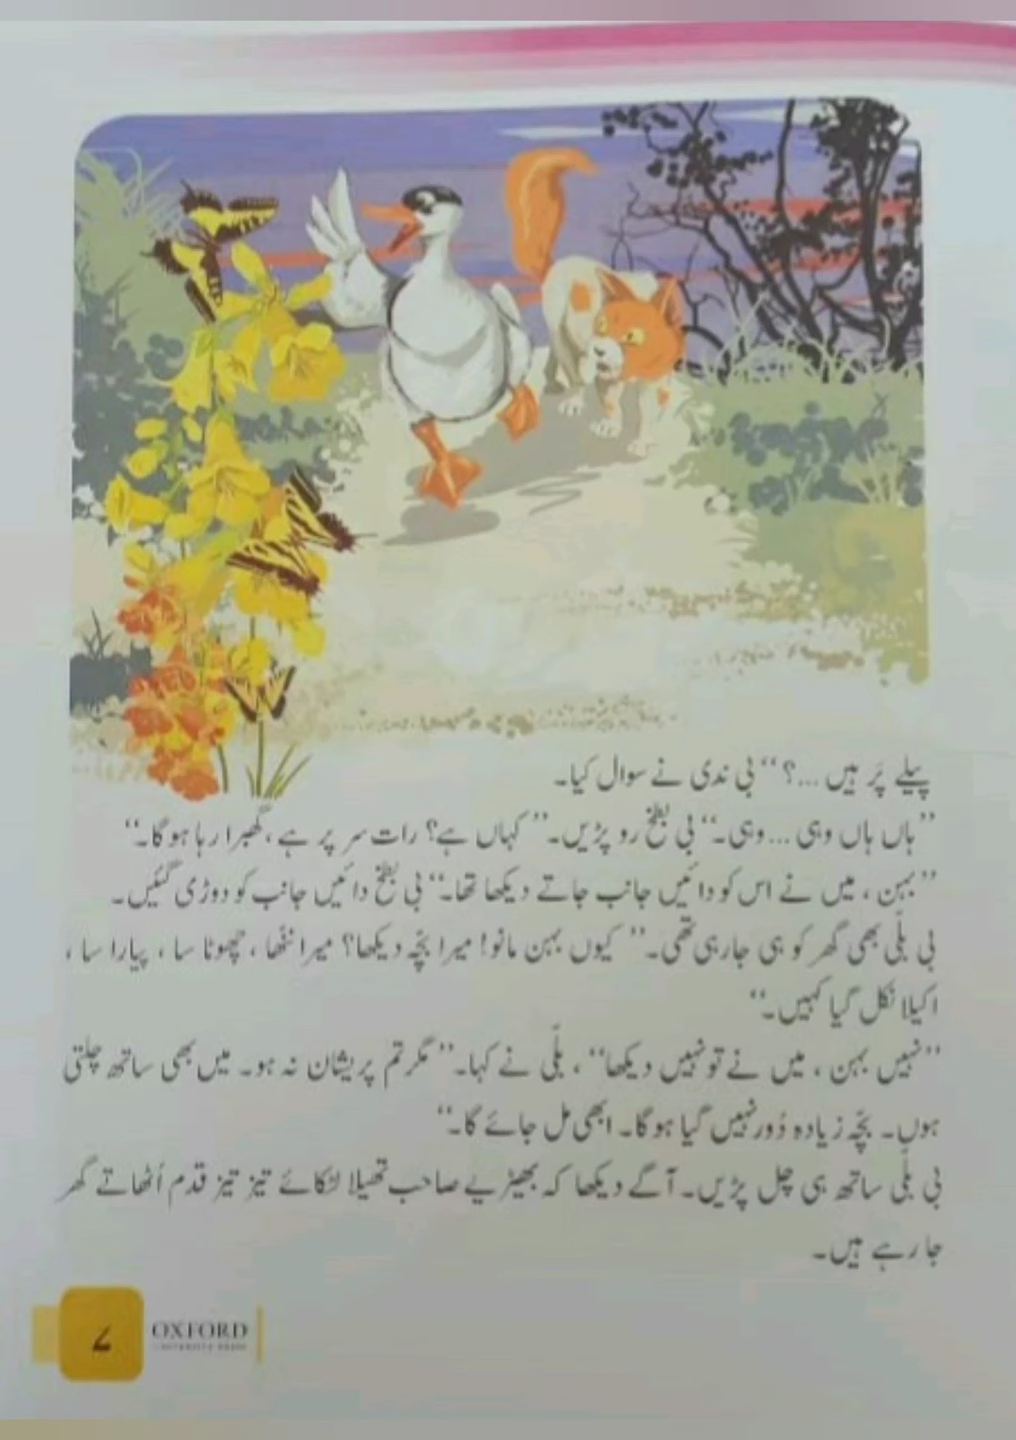 پیلے پَر ہیں ...؟“ بی ندی نے سوال کیا۔
”ہاں ہاں وہی ... وہی۔“ بی بطخ رو پڑیں۔” کہاں ہے؟ رات سر پر ہے، گھبرا رہا ہوگا۔“
”بہن، میں نے اس کو دائیں جانب جاتے دیکھا تھا۔“ بی بطخ دائیں جانب کو دوڑی گئیں۔
بی بلّی بھی گھر کو ہی جا رہی تھی۔” کیوں بہن مانو! میرا بچّہ دیکھا؟ میرا ننّھا، چھوٹا سا، پیارا سا،
اکیلا نکل گیا کہیں۔“
”نہیں بہن، میں نے تو نہیں دیکھا“، بلّی نے کہا۔” مگر تم پریشان نہ ہو۔ میں بھی ساتھ چلتی
ہوں۔ بچّہ زیادہ دُور نہیں گیا ہوگا۔ ابھی مل جائے گا۔“
بی بلّی ساتھ ہی چل پڑیں۔ آگے دیکھا کہ بھیڑیے صاحب تھیلا لٹکائے تیز تیز قدم اُٹھاتے گھر
جا رہے ہیں۔
۷
OXFORD
UNIVERSITY PRESS